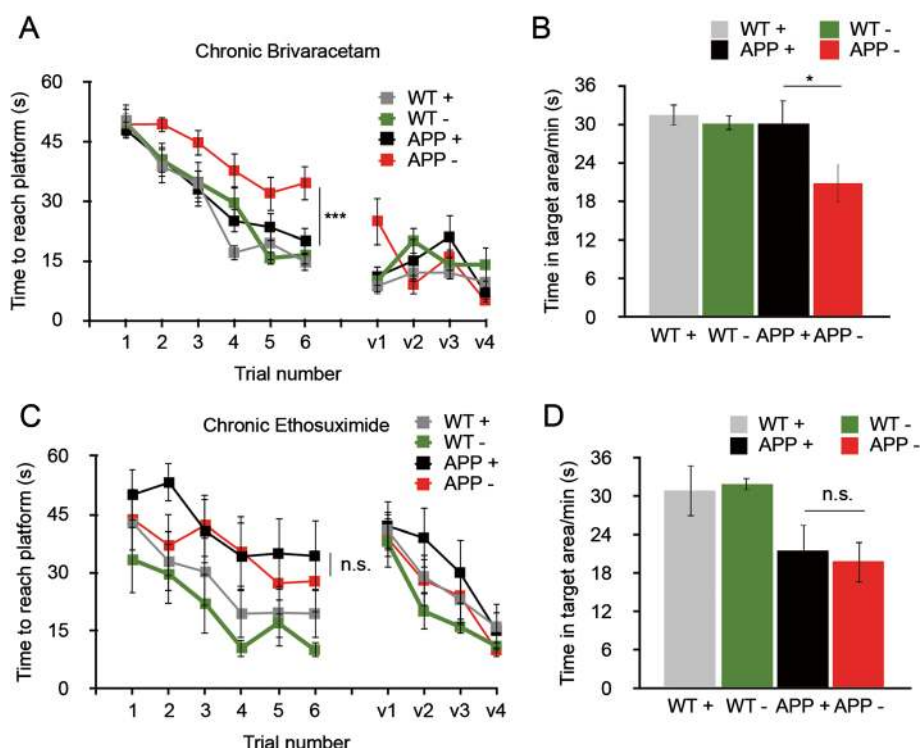 A
Chronic Brivaracetam
Time to reach platform (s)
60
45
30
15
0
WT +
WT -
APP +
APP -
***
1 2 3 4 5 6 v1 v2 v3 v4
Trial number
B
WT + WT -
APP + APP -
Time in target area/min (s)
36
30
24
18
12
6
0
*
WT + WT - APP + APP -
C
Chronic Ethosuximide
Time to reach platform (s)
60
45
30
15
0
WT +
WT -
APP +
APP -
n.s.
1 2 3 4 5 6 v1 v2 v3 v4
Trial number
D
WT + WT -
APP + APP -
Time in target area/min (s)
36
30
24
18
12
6
0
n.s.
WT + WT - APP + APP -